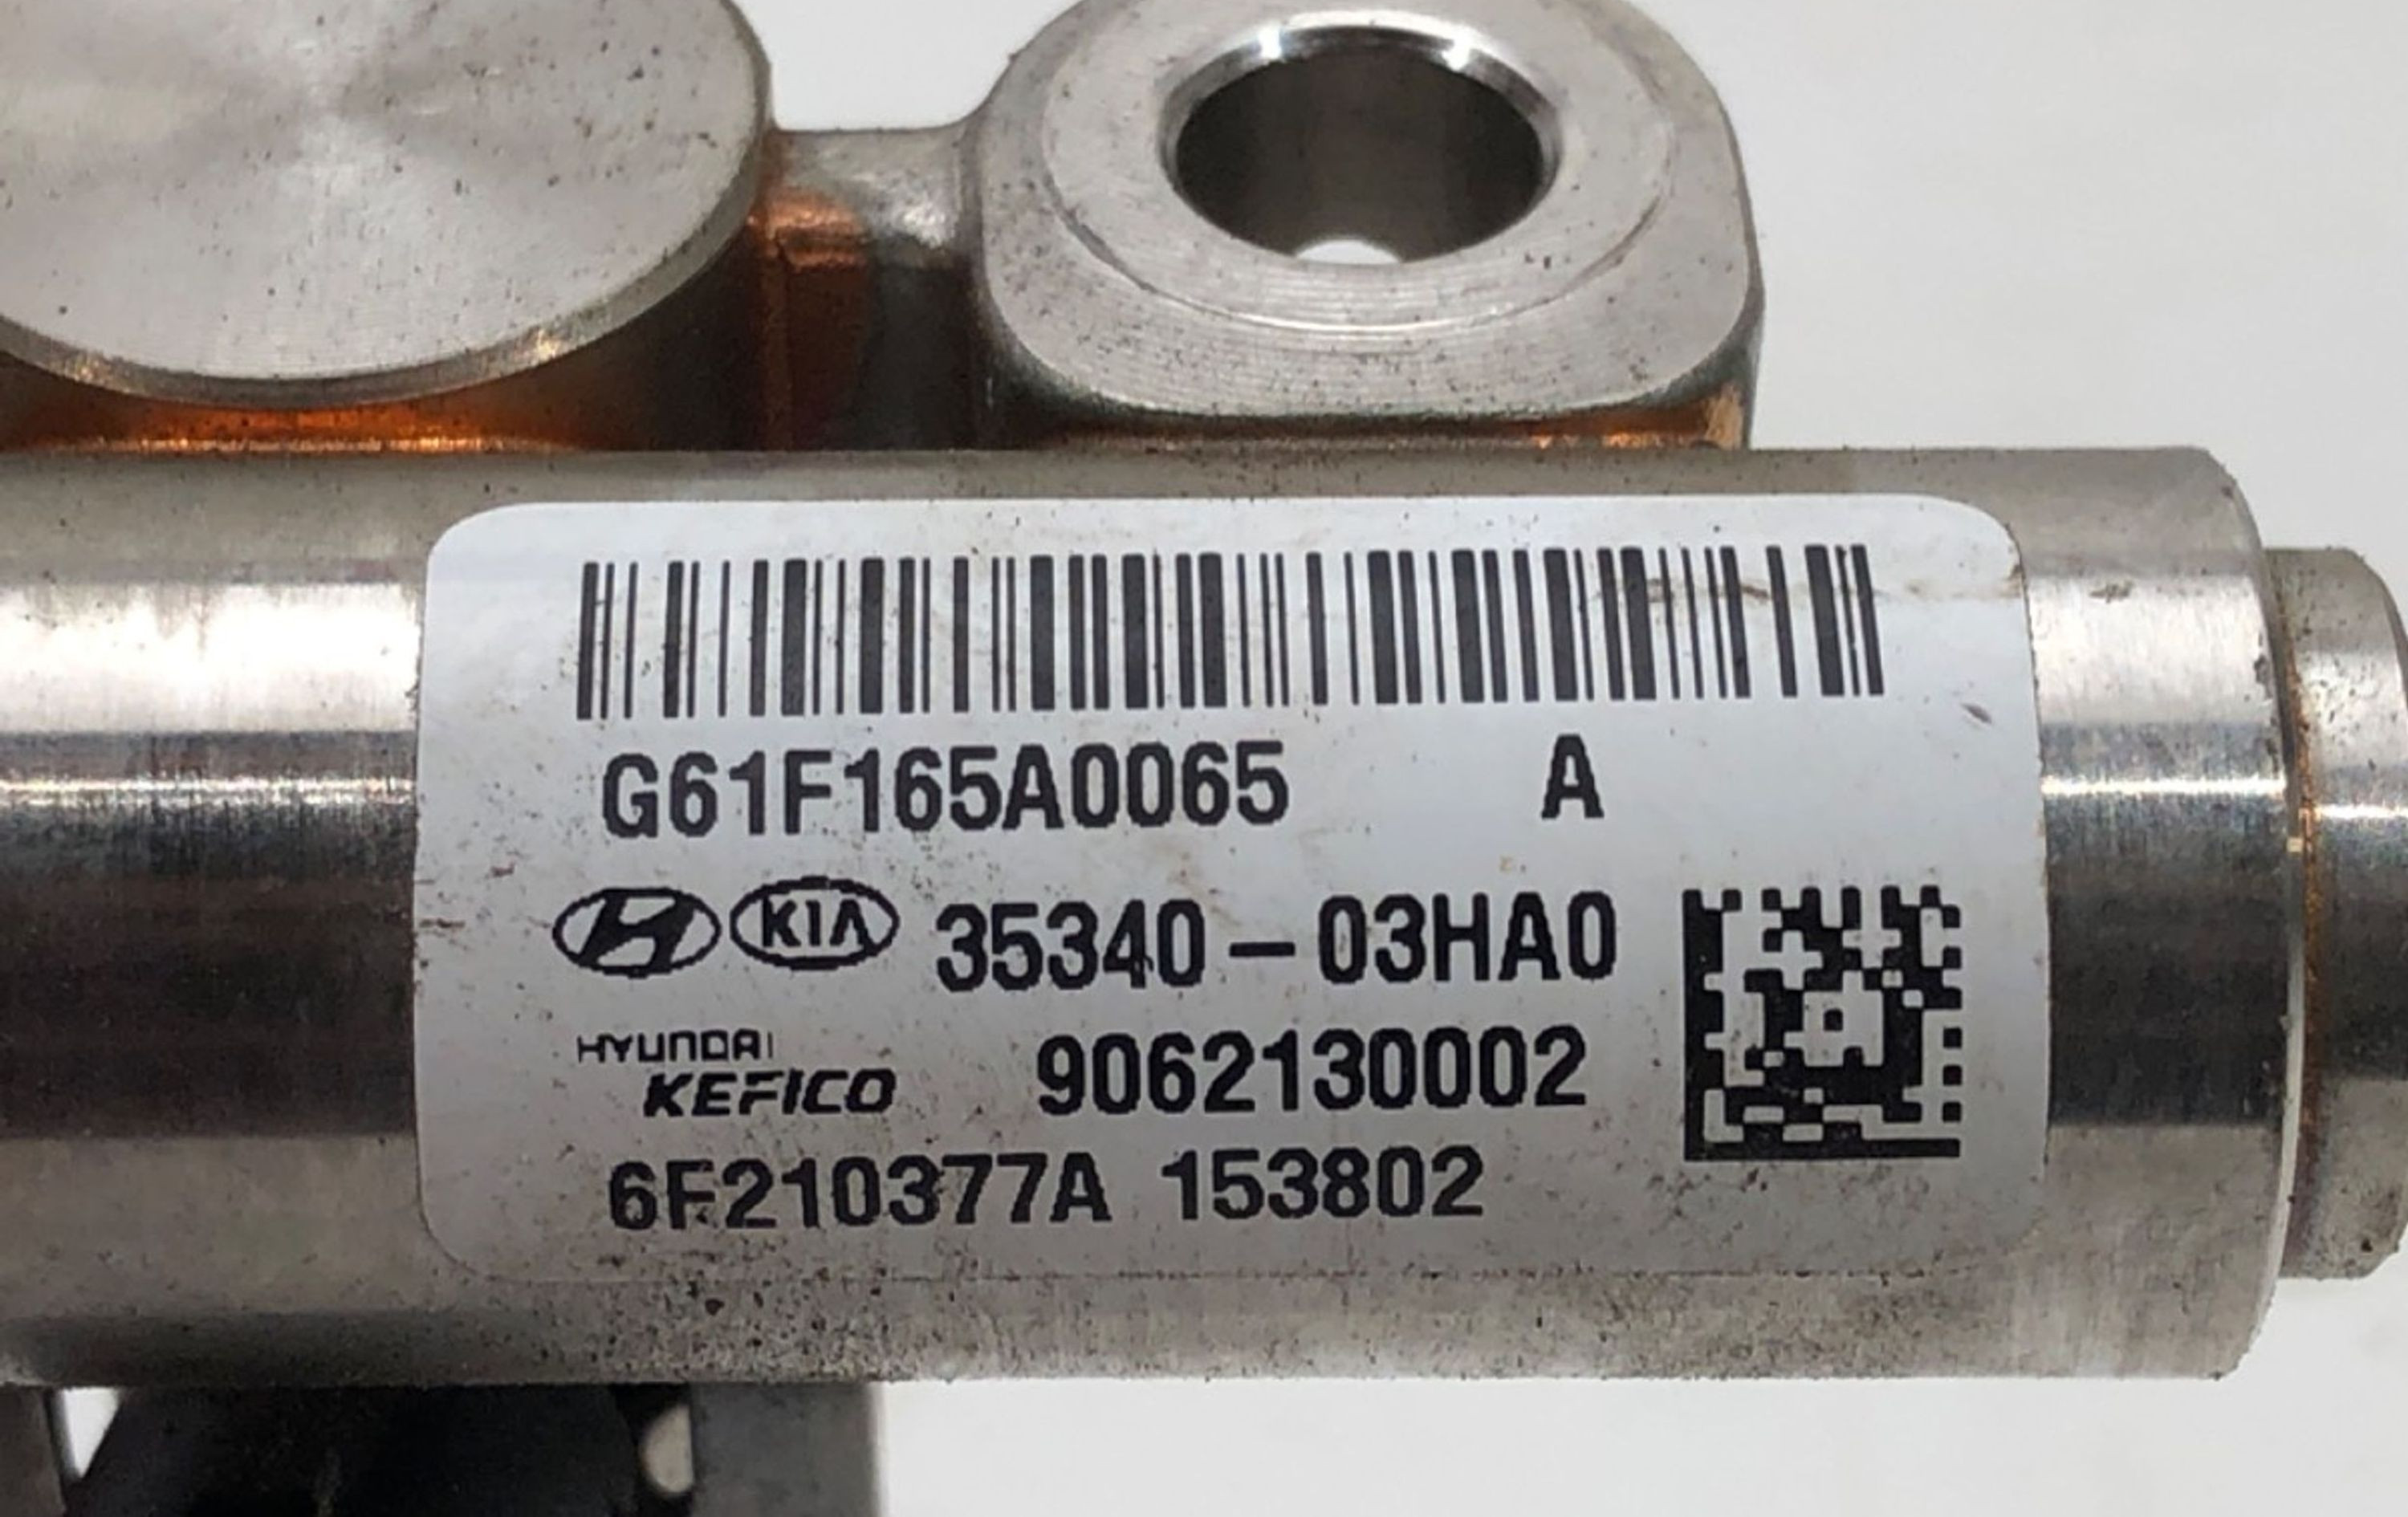 G61F165A0065 A
KIA 35340-03HA0
HYUNDAI
KEFICO 9062130002
6F210377A 153802